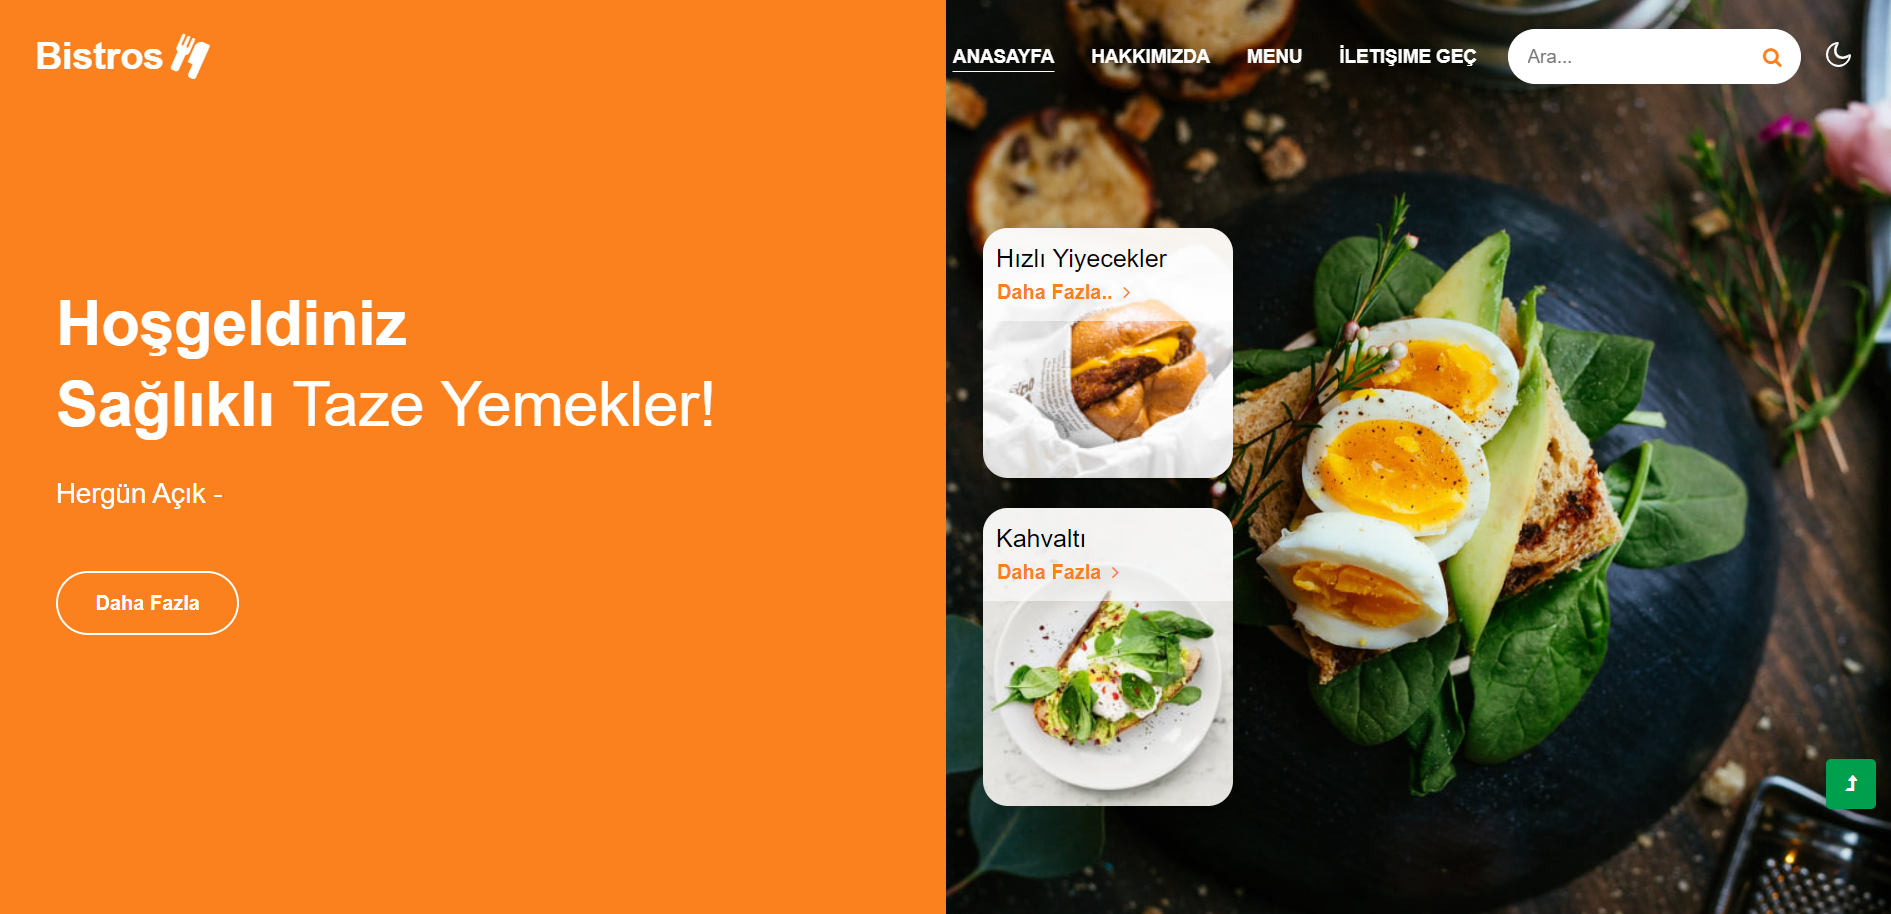 Bistros
ANASAYFA
HAKKIMIZDA
MENU
İLETIŞIME GEÇ
Ara...
Hoşgeldiniz
Sağlıklı Taze Yemekler!
Hergün Açık -
Daha Fazla
Hızlı Yiyecekler
Daha Fazla..
Kahvaltı
Daha Fazla